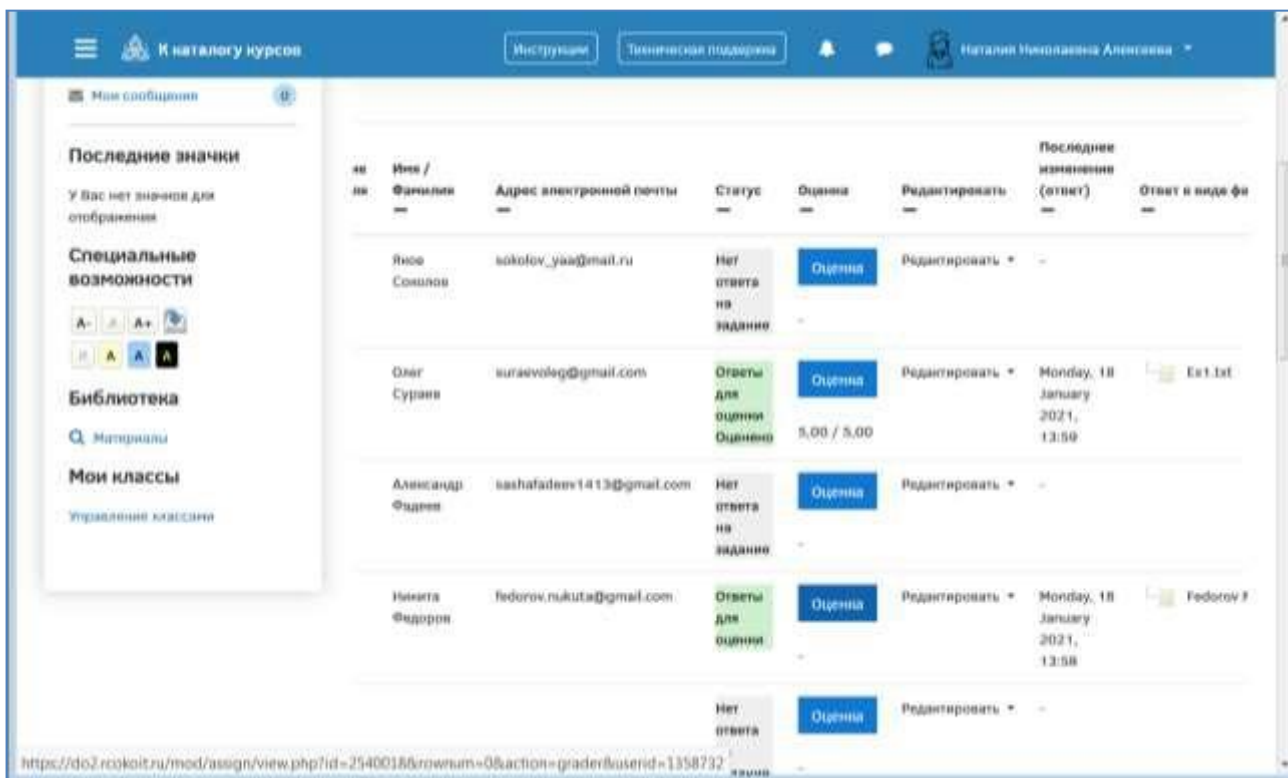 К каталогу курсов
Инструкции
Техническая поддержка
Наталия Николаевна Алексеева
Мои сообщения 0
Последние значки
У Вас нет значков для
отображения
Специальные
возможности
A- A A+
R A A A
Библиотека
Материалы
Мои классы
Управление классами
Имя /
Фамилия
Адрес электронной почты
Статус
Оценка
Редактировать
Последнее
изменение
(ответ)
Ответ в виде фа
Яков
Соколов
sokolov_yaa@mail.ru
Нет
ответа
на
задание
Оценка
-
Редактировать
-
Олег
Сураев
suraevoleg@gmail.com
Ответы
для
оценки
Оценено
Оценка
5,00 / 5,00
Редактировать
Monday, 18
January
2021,
13:59
Ex1.txt
Александр
Фадеев
sashafadeev1413@gmail.com
Нет
ответа
на
задание
Оценка
-
Редактировать
-
Никита
Федоров
fedorov.nukuta@gmail.com
Ответы
для
оценки
Оценка
-
Редактировать
Monday, 18
January
2021,
13:58
Fedorov
Нет
ответа
Оценка
-
Редактировать
-
https://do2.rcokoit.ru/mod/assign/view.php?id=2540018&rownum=0&action=grader&userid=1358732